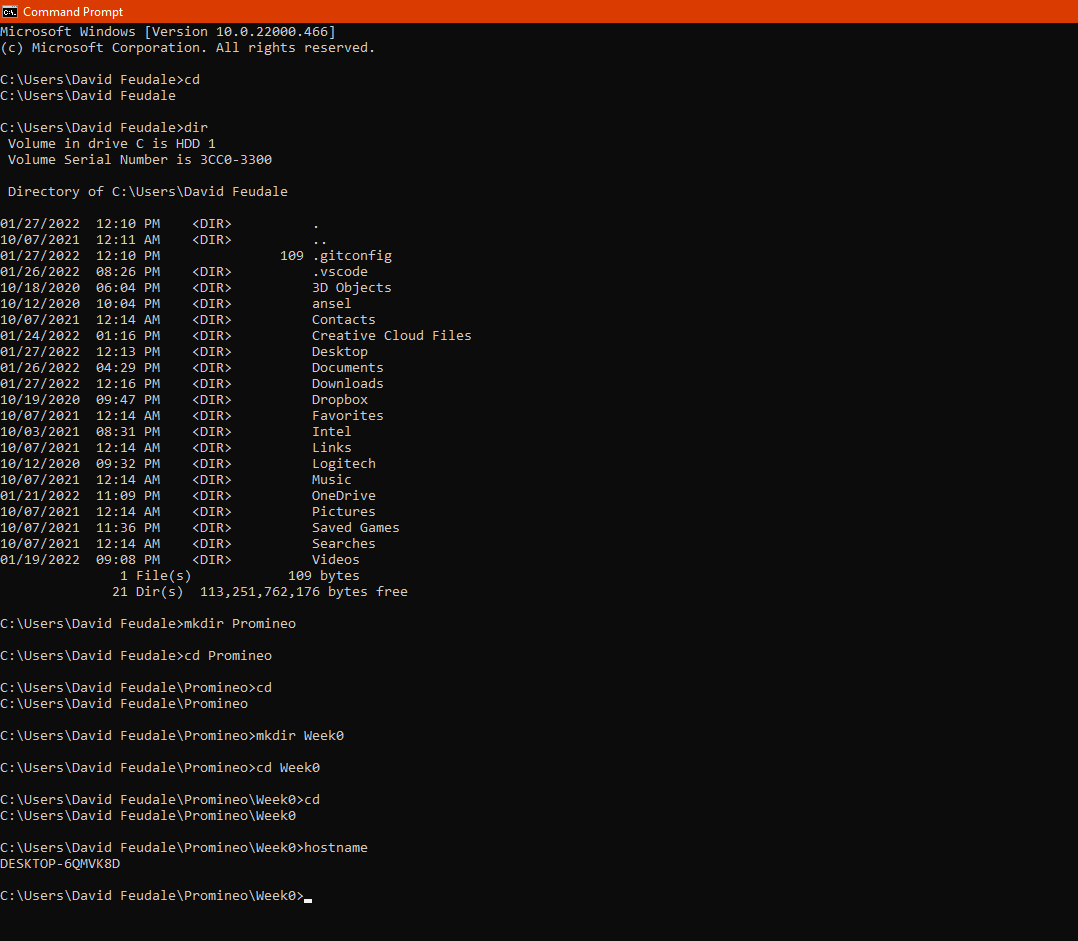 Command Prompt
Microsoft Windows [Version 10.0.22000.466]
(c) Microsoft Corporation. All rights reserved.
C:\Users\David Feudale>cd
C:\Users\David Feudale
C:\Users\David Feudale>dir
Volume in drive C is HDD 1
Volume Serial Number is 3CC0-3300
Directory of C:\Users\David Feudale
01/27/2022  12:10 PM    <DIR>          .
10/07/2021  12:11 AM    <DIR>          ..
01/27/2022  12:10 PM               109 .gitconfig
01/26/2022  08:26 PM    <DIR>          .vscode
10/18/2020  06:04 PM    <DIR>          3D Objects
10/12/2020  10:04 PM    <DIR>          ansel
10/07/2021  12:14 AM    <DIR>          Contacts
01/24/2022  01:16 PM    <DIR>          Creative Cloud Files
01/27/2022  12:13 PM    <DIR>          Desktop
01/26/2022  04:29 PM    <DIR>          Documents
01/27/2022  12:16 PM    <DIR>          Downloads
10/19/2020  09:47 PM    <DIR>          Dropbox
10/07/2021  12:14 AM    <DIR>          Favorites
10/03/2021  08:31 PM    <DIR>          Intel
10/07/2021  12:14 AM    <DIR>          Links
10/12/2020  09:32 PM    <DIR>          Logitech
10/07/2021  12:14 AM    <DIR>          Music
01/21/2022  11:09 PM    <DIR>          OneDrive
10/07/2021  12:14 AM    <DIR>          Pictures
10/07/2021  11:36 PM    <DIR>          Saved Games
10/07/2021  12:14 AM    <DIR>          Searches
01/19/2022  09:08 PM    <DIR>          Videos
1 File(s)            109 bytes
21 Dir(s)  113,251,762,176 bytes free
C:\Users\David Feudale>mkdir Promineo
C:\Users\David Feudale>cd Promineo
C:\Users\David Feudale\Promineo>cd
C:\Users\David Feudale\Promineo
C:\Users\David Feudale\Promineo>mkdir Week0
C:\Users\David Feudale\Promineo>cd Week0
C:\Users\David Feudale\Promineo\Week0>cd
C:\Users\David Feudale\Promineo\Week0
C:\Users\David Feudale\Promineo\Week0>hostname
DESKTOP-6QMVK8D
C:\Users\David Feudale\Promineo\Week0>